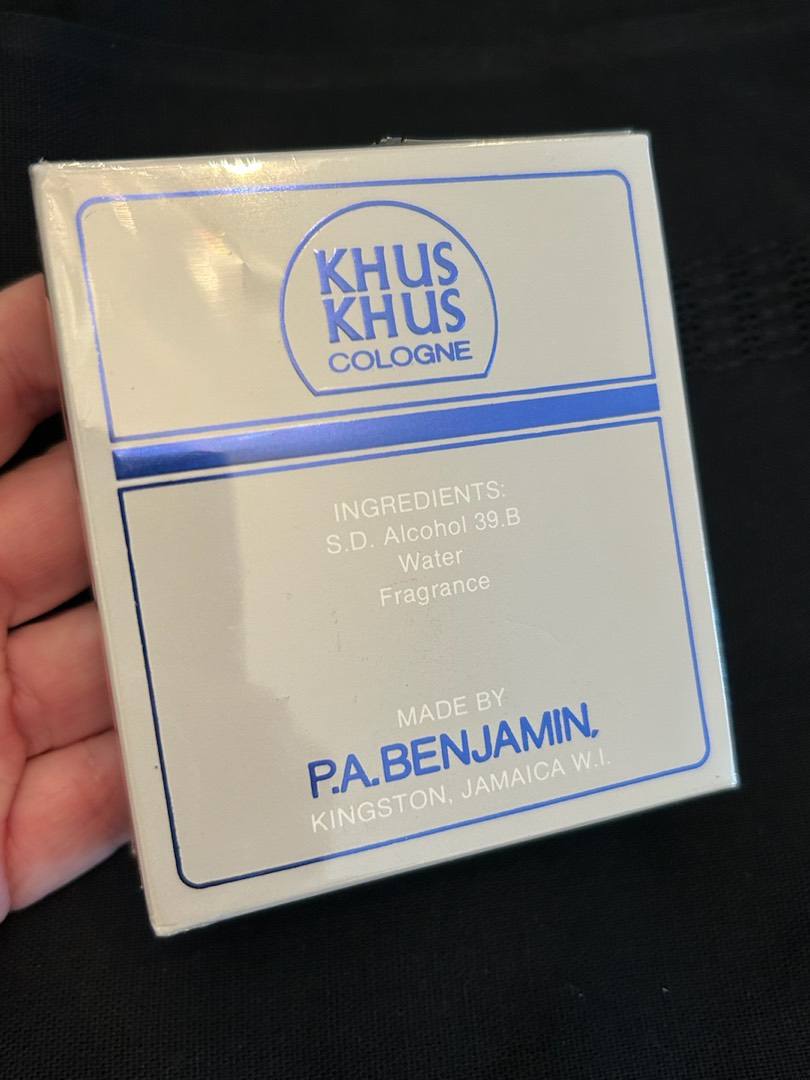 KHUS
KHUS
COLOGNE
INGREDIENTS:
S.D. Alcohol 39.B
Water
Fragrance
MADE BY
P.A. BENJAMIN,
KINGSTON, JAMAICA W.I.